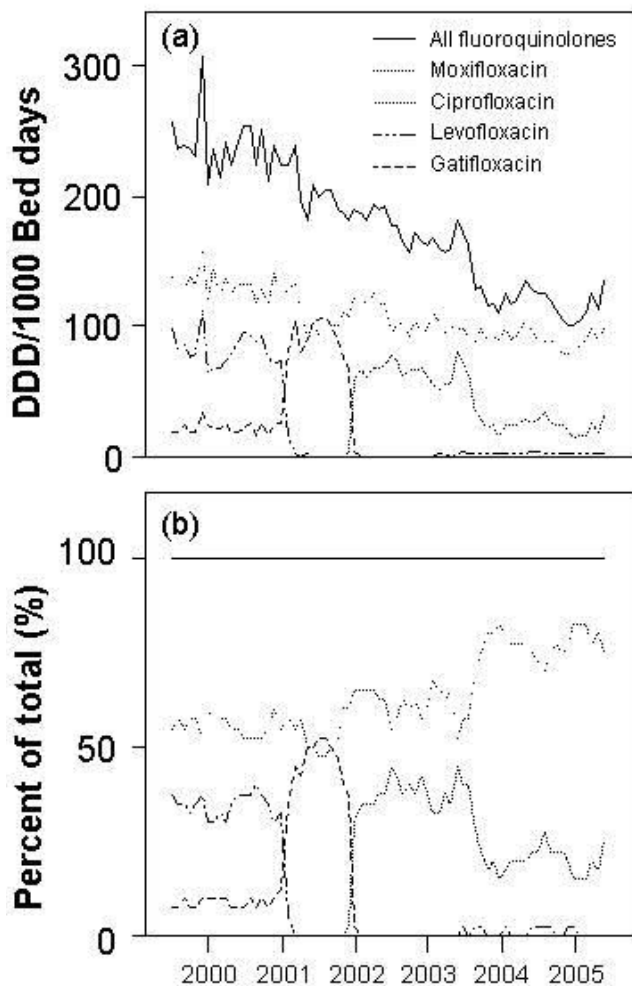 (a)
All fluoroquinolones
Moxifloxacin
Ciprofloxacin
Levofloxacin
Gatifloxacin
DDD/1000 Bed days
300
200
100
0
(b)
Percent of total (%)
100
50
0
2000 2001 2002 2003 2004 2005